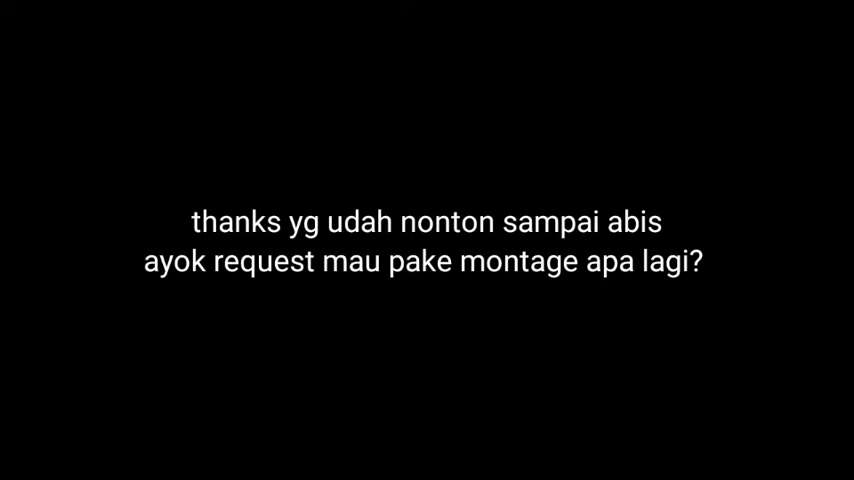 thanks yg udah nonton sampai abis
ayok request mau pake montage apa lagi?